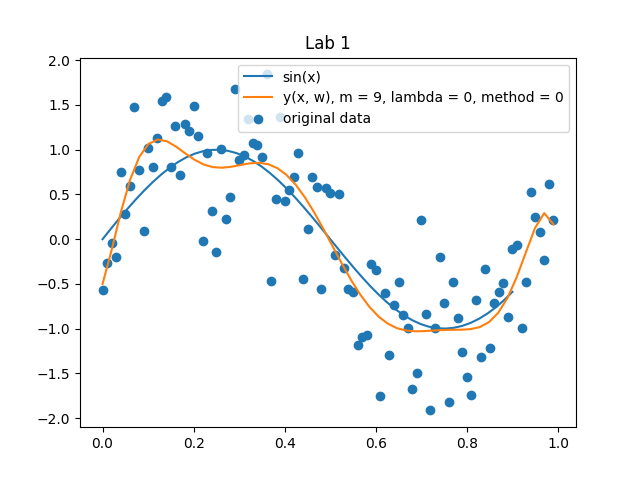 Lab 1
sin(x)
y(x, w), m = 9, lambda = 0, method = 0
original data
2.0
1.5
1.0
0.5
0.0
−0.5
−1.0
−1.5
−2.0
0.0 0.2 0.4 0.6 0.8 1.0